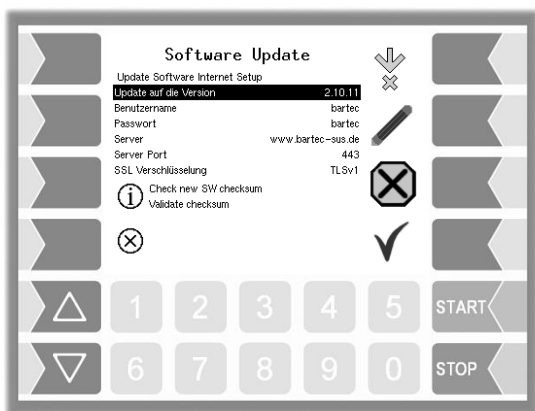 Software Update
Update Software Internet Setup
Update auf die Version 2.10.11
Benutzername bartec
Passwort bartec
Server www.bartec-sus.de
Server Port 443
SSL Verschlüsselung TLSv1
Check new SW checksum
Validate checksum
1 2 3 4 5 START
6 7 8 9 0 STOP